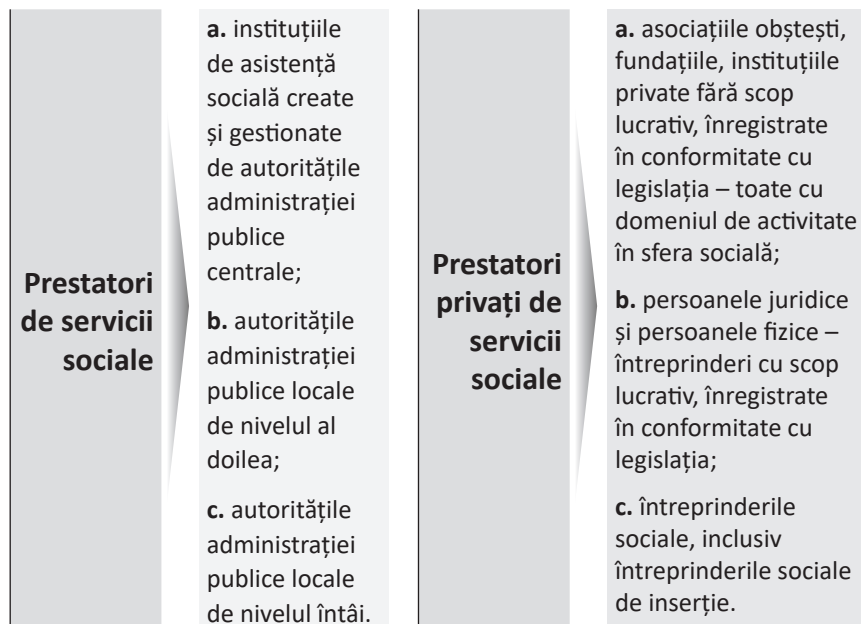 Prestatori
de servicii
sociale
a. instituțiile
de asistență
socială create
și gestionate
de autoritățile
administrației
publice
centrale;
b. autoritățile
administrației
publice locale
de nivelul al
doilea;
c. autoritățile
administrației
publice locale
de nivelul întâi.
Prestatori
privați de
servicii
sociale
a. asociațiile obștești,
fundațiile, instituțiile
private fără scop
lucrativ, înregistrate
în conformitate cu
legislația – toate cu
domeniul de activitate
în sfera socială;
b. persoanele juridice
și persoanele fizice –
întreprinderi cu scop
lucrativ, înregistrate
în conformitate cu
legislația;
c. întreprinderile
sociale, inclusiv
întreprinderile sociale
de inserție.